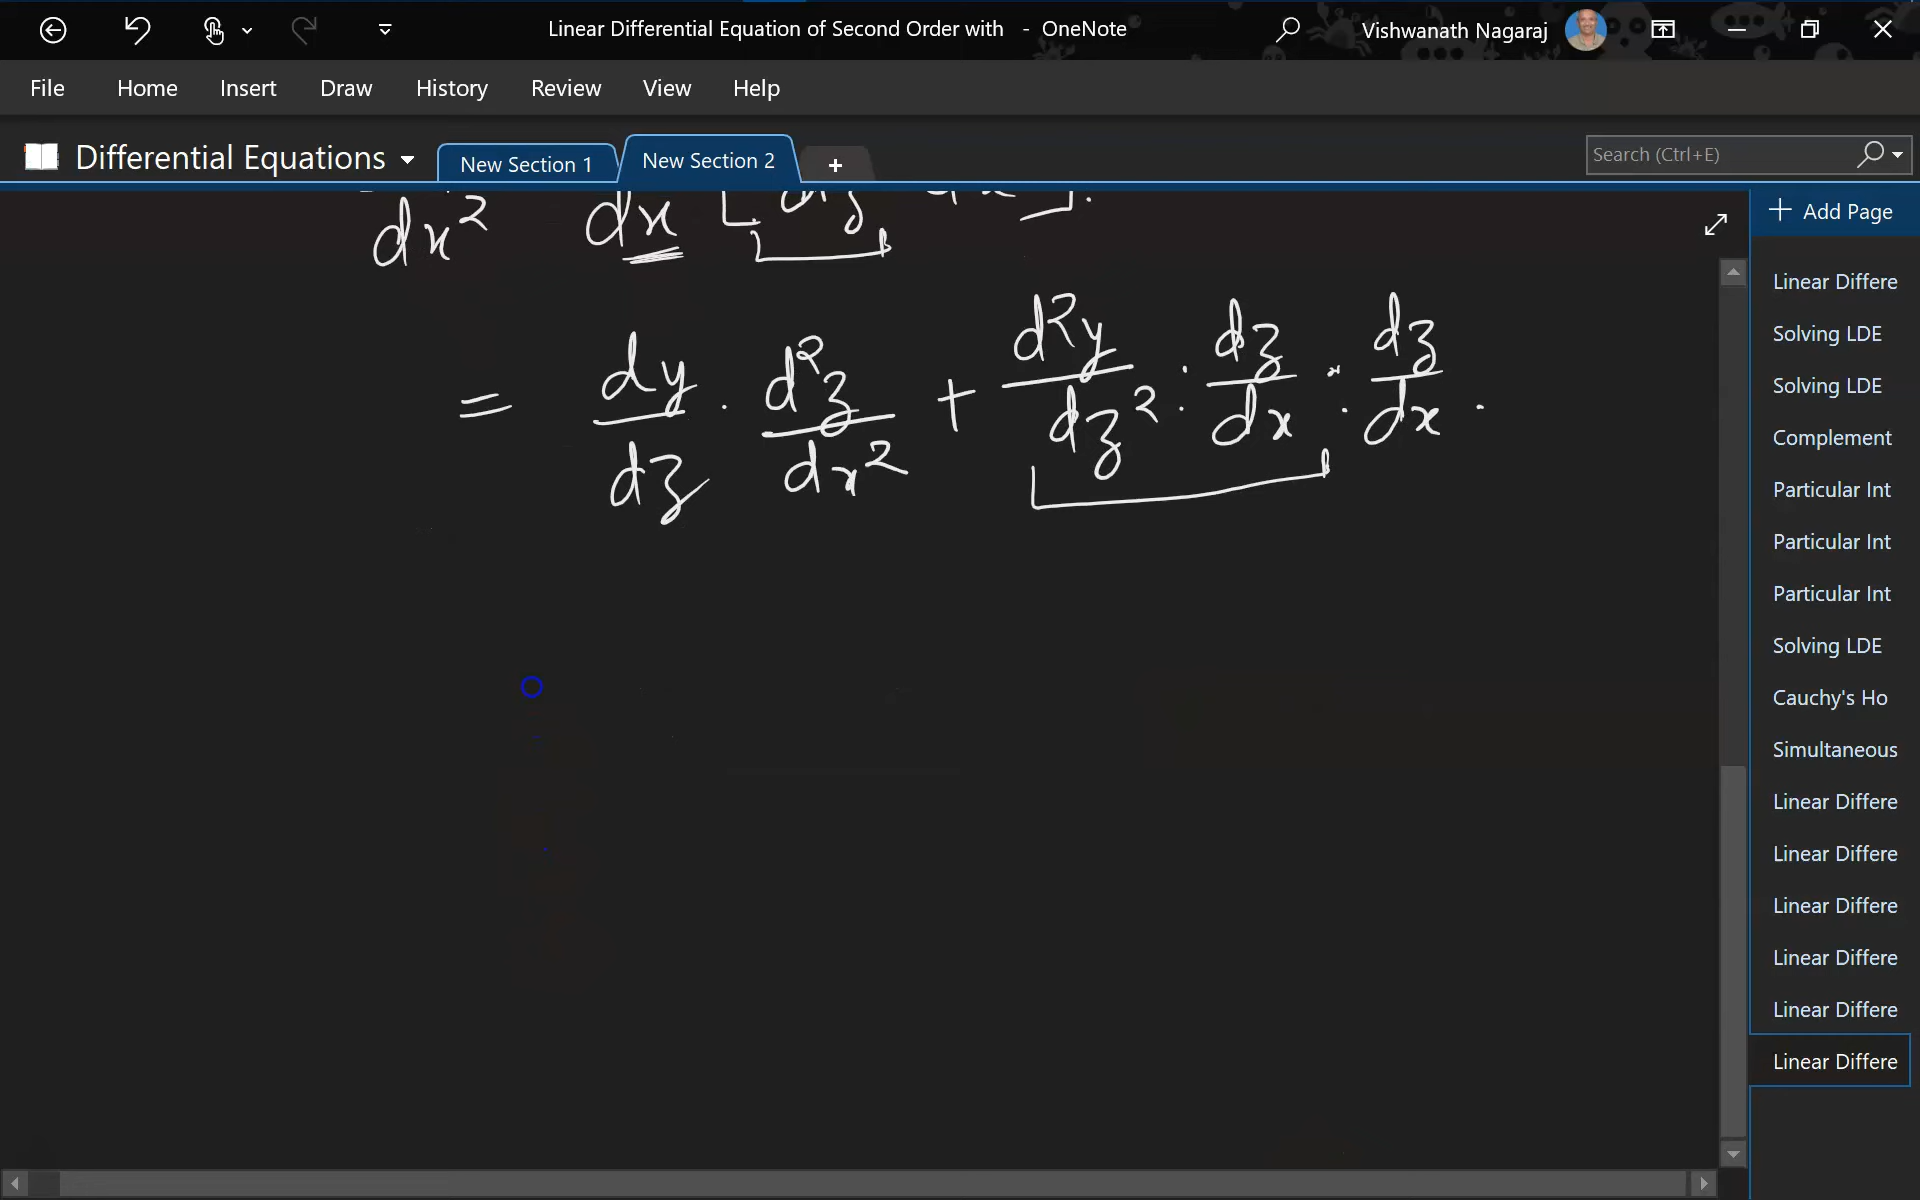 Linear Differential Equation of Second Order with - OneNote
Vishwanath Nagaraj
File Home Insert Draw History Review View Help
Differential Equations
New Section 1
New Section 2
+
Search (Ctrl+E)
Add Page
dx² dx
= dy/dz · d²z/dx² + d²y/dz² · dz/dx · dz/dx ·
Linear Differe
Solving LDE
Solving LDE
Complement
Particular Int
Particular Int
Particular Int
Solving LDE
Cauchy's Ho
Simultaneous
Linear Differe
Linear Differe
Linear Differe
Linear Differe
Linear Differe
Linear Differe